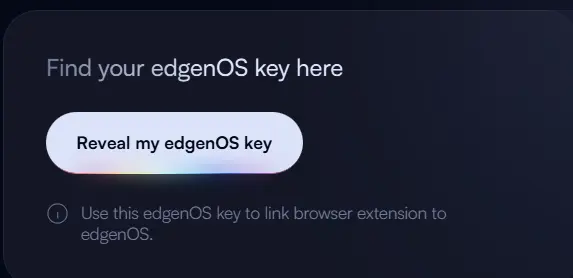 Find your edgenOS key here
Reveal my edgenOS key
Use this edgenOS key to link browser extension to
edgenOS.